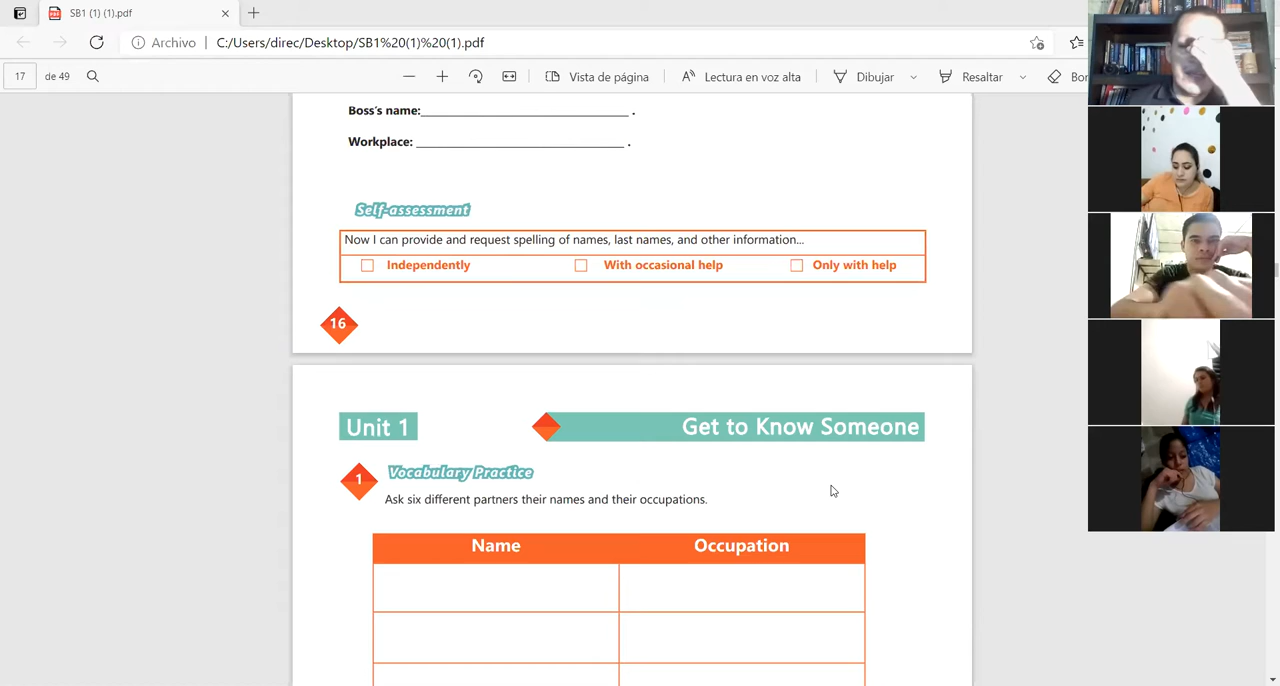 SB1 (1) (1).pdf
Archivo
C:/Users/direc/Desktop/SB1%20(1)%20(1).pdf
17
de 49
Vista de página
Lectura en voz alta
Dibujar
Resaltar
Bor
Boss's name:______________________________ .
Workplace: ______________________________ .
Self-assessment
Now I can provide and request spelling of names, last names, and other information...
Independently
With occasional help
Only with help
16
Unit 1
Get to Know Someone
1
Vocabulary Practice
Ask six different partners their names and their occupations.
Name
Occupation